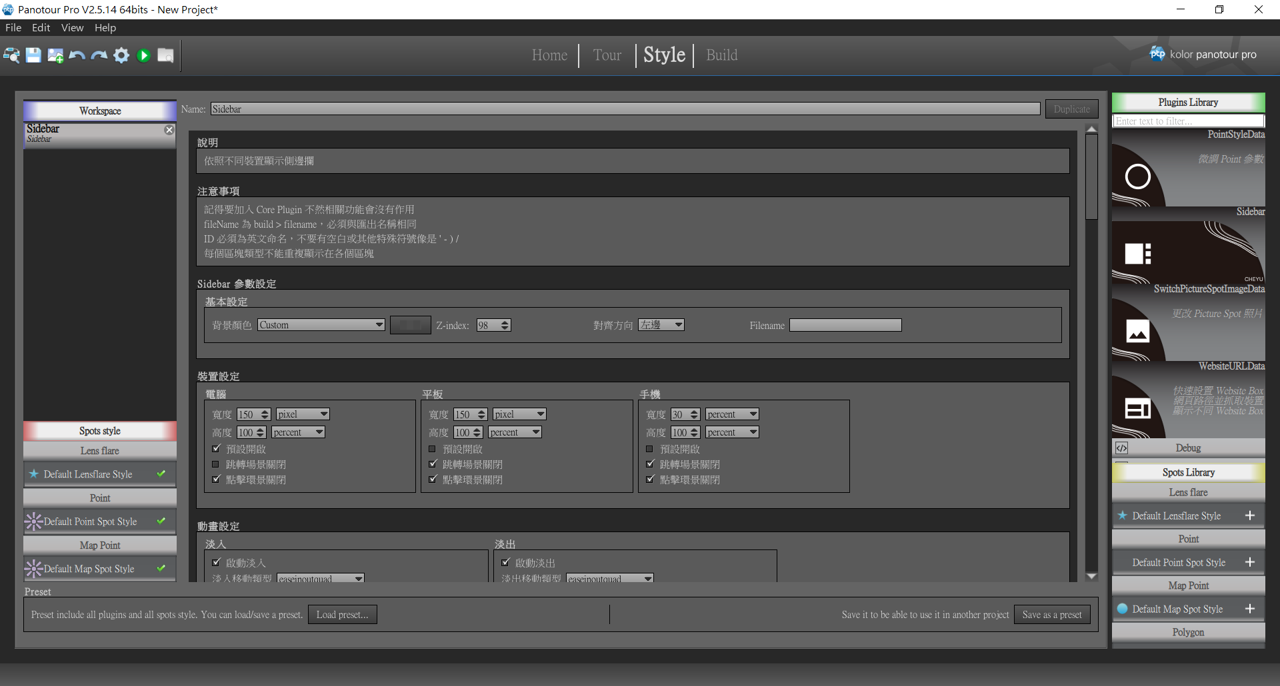 Panotour Pro V2.5.14 64bits - New Project*
File Edit View Help
Home Tour Style Build
kolor panotour pro
Workspace
Sidebar
Sidebar
Name: Sidebar Duplicate
說明
依照不同裝置顯示側邊欄
注意事項
記得要加入 Core Plugin 不然相關功能會沒有作用
fileName 為 build > filename，必須與匯出名稱相同
ID 必須為英文命名，不要有空白或其他特殊符號像是 ' - ) /
每個區塊類型不能重複顯示在各個區塊
Sidebar 參數設定
基本設定
背景顏色 Custom Z-index: 98 對齊方向 左邊 Filename
裝置設定
電腦
寬度 150 pixel
高度 100 percent
預設開啟
跳轉場景關閉
點擊環景關閉
平板
寬度 150 pixel
高度 100 percent
預設開啟
跳轉場景關閉
點擊環景關閉
手機
寬度 30 percent
高度 100 percent
預設開啟
跳轉場景關閉
點擊環景關閉
動畫設定
淡入
啟動淡入
淡入移動類型 easeinoutquad
淡出
啟動淡出
淡出移動類型 easeinoutquad
Spots style
Lens flare
Default Lensflare Style
Point
Default Point Spot Style
Map Point
Default Map Spot Style
Preset
Preset include all plugins and all spots style. You can load/save a preset. Load preset... Save it to be able to use it in another project Save as a preset
Plugins Library
Enter text to filter...
PointStyleData
微調 Point 參數
Sidebar
CHEYU
SwitchPictureSpotImageData
更改 Picture Spot 照片
WebsiteURLData
快速設置 Website Box
網頁路徑並抓取裝置
顯示不同 Website Box
Debug
Spots Library
Lens flare
Default Lensflare Style
Point
Default Point Spot Style
Map Point
Default Map Spot Style
Polygon